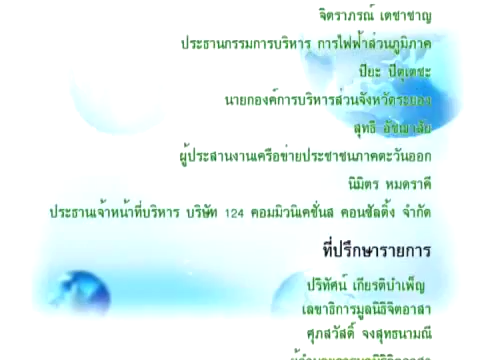 จิตราภรณ์ เตชาชาญ
ประธานกรรมการบริหาร การไฟฟ้าส่วนภูมิภาค
ปิยะ ปิตุเตชะ
นายกองค์การบริหารส่วนจังหวัดระยอง
สุทธิ อัชฌาสัย
ผู้ประสานงานเครือข่ายประชาชนภาคตะวันออก
นิมิตร หมดราคี
ประธานเจ้าหน้าที่บริหาร บริษัท 124 คอมมิวนิเคชั่นส คอนซัลติ้ง จำกัด
ที่ปรึกษารายการ
ปริทัศน์ เกียรติบำเพ็ญ
เลขาธิการมูลนิธิจิตอาสา
ศุภสวัสดิ์ จงสุทธนามณี